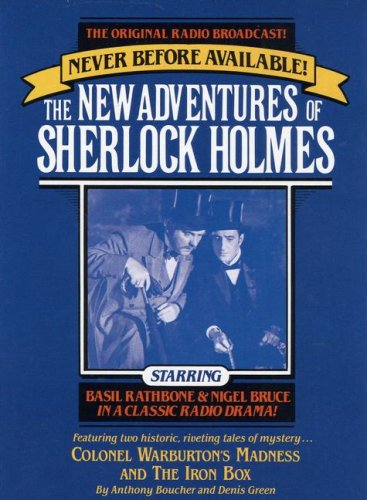 THE ORIGINAL RADIO BROADCAST!
NEVER BEFORE AVAILABLE!
THE NEW ADVENTURES OF
SHERLOCK HOLMES
STARRING
BASIL RATHBONE & NIGEL BRUCE
IN A CLASSIC RADIO DRAMA!
Featuring two historic, riveting tales of mystery...
COLONEL WARBURTON'S MADNESS
AND THE IRON BOX
By Anthony Boucher and Denis Green